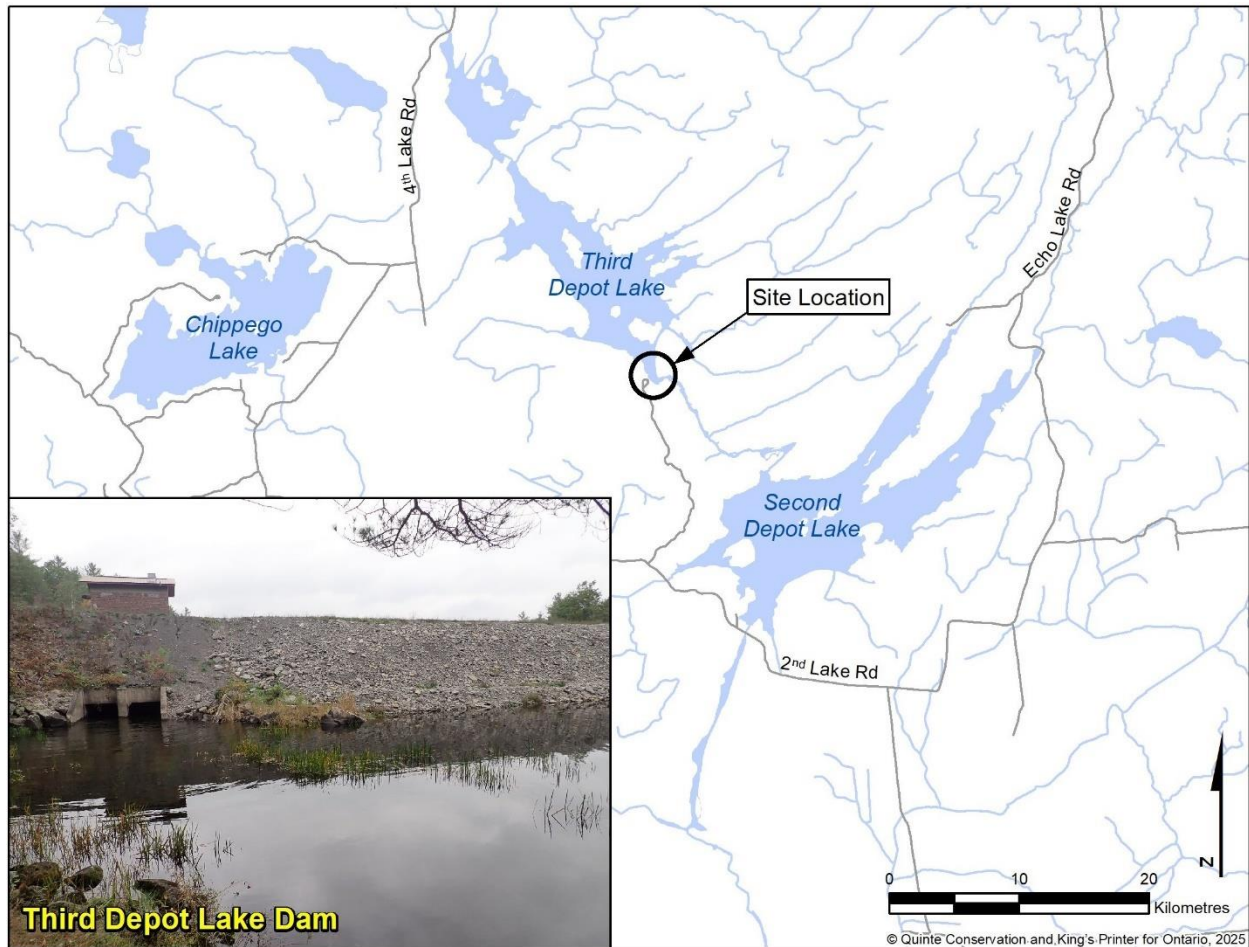 4th Lake Rd
Echo Lake Rd
Third
Depot Lake
Site Location
Chippego
Lake
Second
Depot Lake
2nd Lake Rd
N
0 10 20
Kilometres
Third Depot Lake Dam
© Quinte Conservation and King's Printer for Ontario, 2025